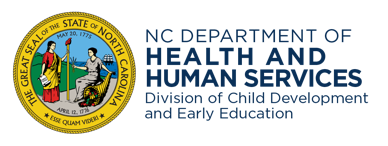 THE GREAT SEAL OF THE STATE OF NORTH CAROLINA
MAY 20, 1775
APRIL 12, 1776
ESSE QUAM VIDERI
NC DEPARTMENT OF
HEALTH AND
HUMAN SERVICES
Division of Child Development
and Early Education